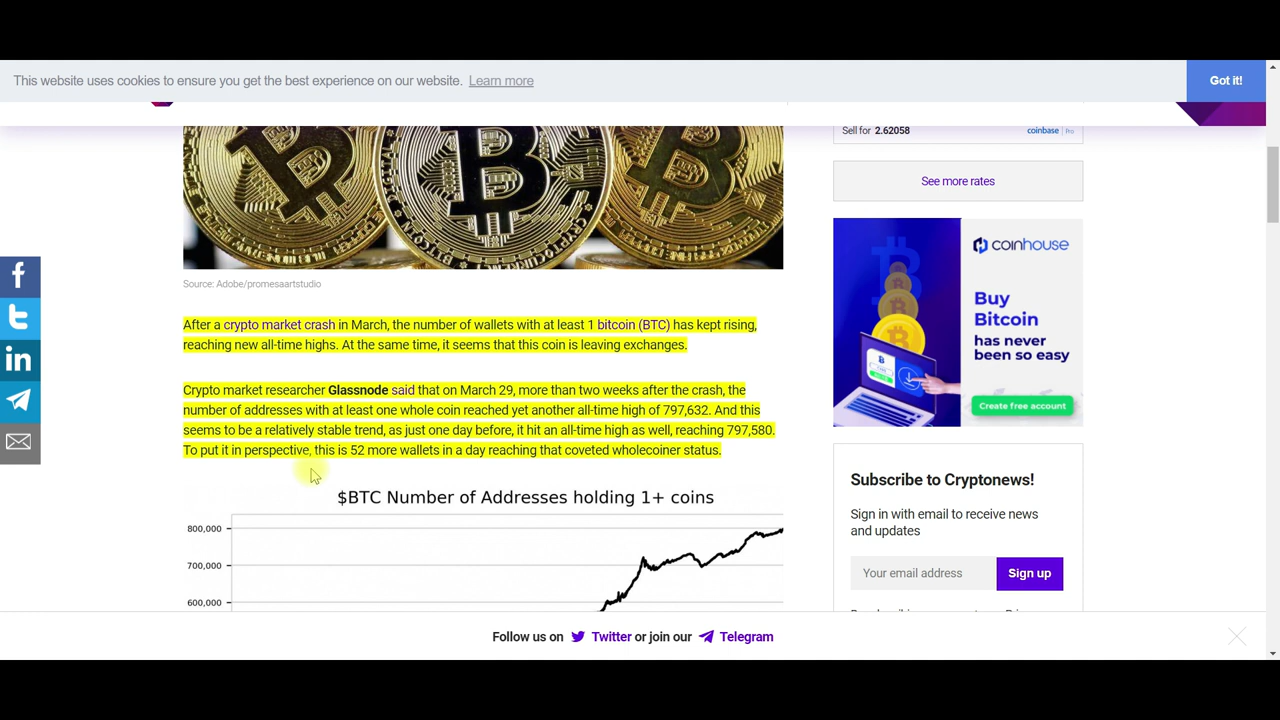 This website uses cookies to ensure you get the best experience on our website. Learn more
Got it!
Sell for 2.62058
coinbase | Pro
See more rates
Source: Adobe/promesaartstudio
After a crypto market crash in March, the number of wallets with at least 1 bitcoin (BTC) has kept rising,
reaching new all-time highs. At the same time, it seems that this coin is leaving exchanges.
Crypto market researcher Glassnode said that on March 29, more than two weeks after the crash, the
number of addresses with at least one whole coin reached yet another all-time high of 797,632. And this
seems to be a relatively stable trend, as just one day before, it hit an all-time high as well, reaching 797,580.
To put it in perspective, this is 52 more wallets in a day reaching that coveted wholecoiner status.
$BTC Number of Addresses holding 1+ coins
800,000
700,000
600,000
coinhouse
Buy
Bitcoin
has never
been so easy
Create free account
Subscribe to Cryptonews!
Sign in with email to receive news
and updates
Your email address
Sign up
Follow us on Twitter or join our Telegram